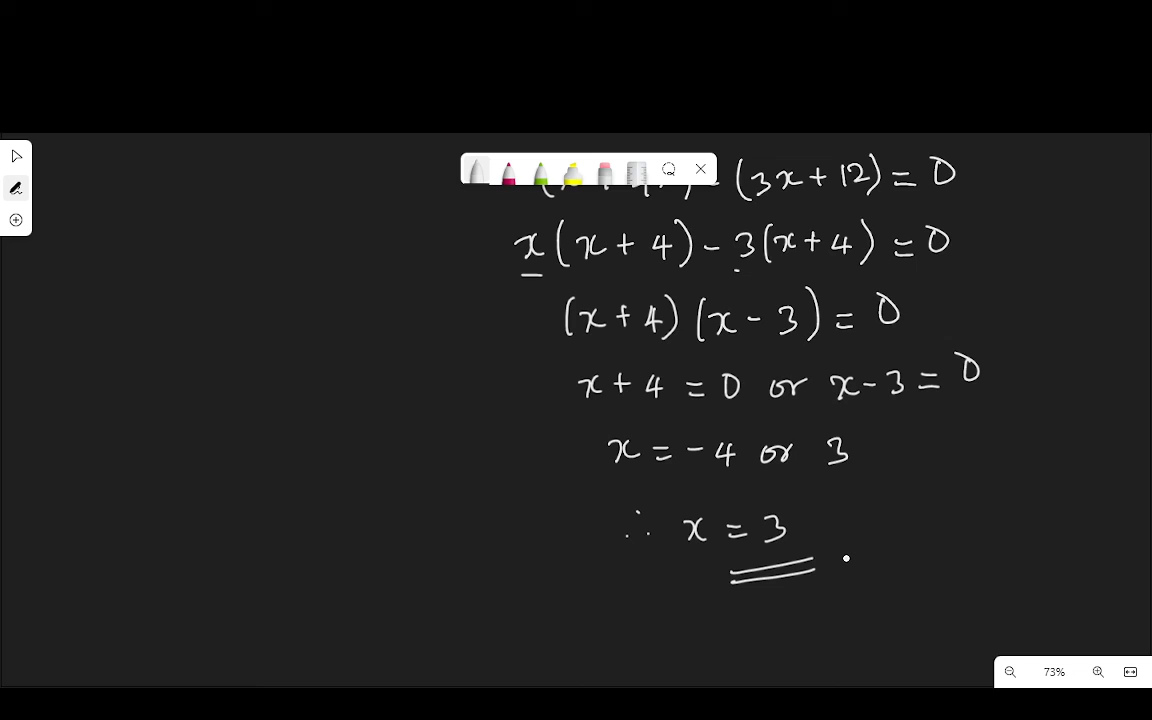 - (3x + 12) = 0
x(x + 4) - 3(x + 4) = 0
(x + 4) (x - 3) = 0
x + 4 = 0 or x - 3 = 0
x = -4 or 3
∴ x = 3
73%